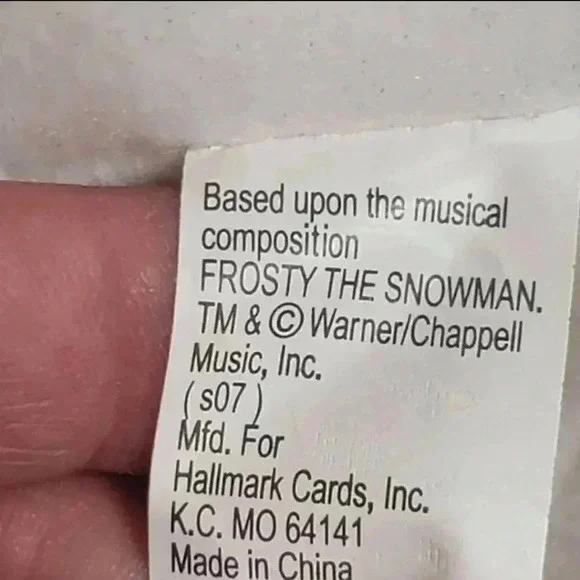 Based upon the musical
composition
FROSTY THE SNOWMAN.
TM & © Warner/Chappell
Music, Inc.
( s07 )
Mfd. For
Hallmark Cards, Inc.
K.C. MO 64141
Made in China